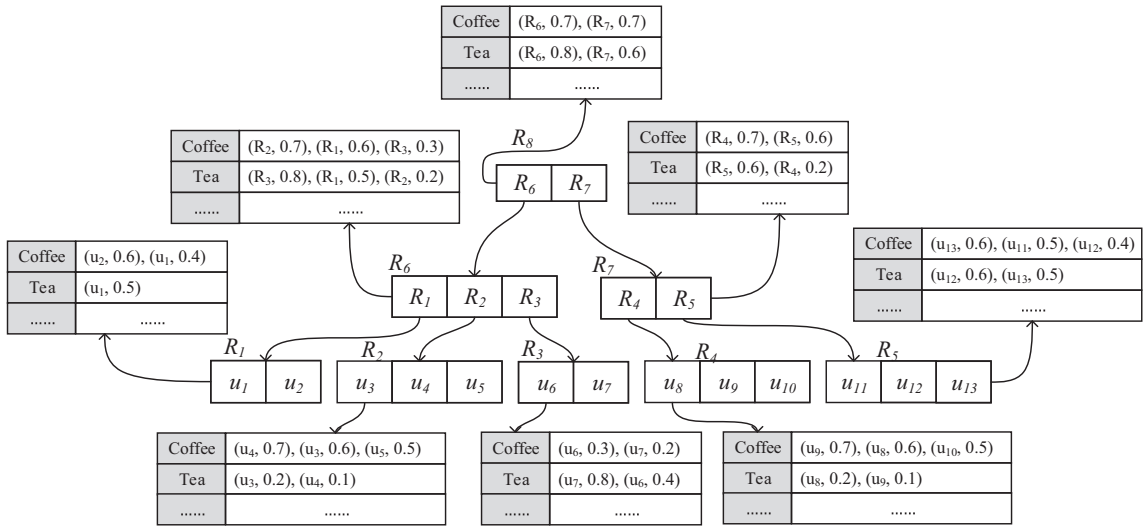 Coffee (R6, 0.7), (R7, 0.7)
Tea (R6, 0.8), (R7, 0.6)
...... ......
R8
Coffee (R2, 0.7), (R1, 0.6), (R3, 0.3)
Tea (R3, 0.8), (R1, 0.5), (R2, 0.2)
...... ......
Coffee (R4, 0.7), (R5, 0.6)
Tea (R5, 0.6), (R4, 0.2)
...... ......
R6 R7
Coffee (u2, 0.6), (u1, 0.4)
Tea (u1, 0.5)
...... ......
R6
R1 R2 R3
R7
R4 R5
Coffee (u13, 0.6), (u11, 0.5), (u12, 0.4)
Tea (u12, 0.6), (u13, 0.5)
...... ......
R1
u1 u2
R2
u3 u4 u5
R3
u6 u7
R4
u8 u9 u10
R5
u11 u12 u13
Coffee (u4, 0.7), (u3, 0.6), (u5, 0.5)
Tea (u3, 0.2), (u4, 0.1)
...... ......
Coffee (u6, 0.3), (u7, 0.2)
Tea (u7, 0.8), (u6, 0.4)
...... ......
Coffee (u9, 0.7), (u8, 0.6), (u10, 0.5)
Tea (u8, 0.2), (u9, 0.1)
...... ......